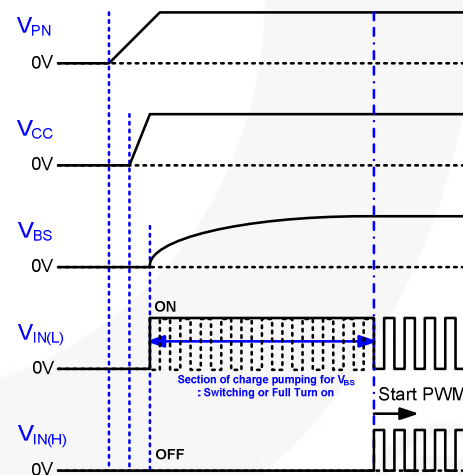 VPN
0V
VCC
0V
VBS
0V
ON
VIN(L)
0V
Section of charge pumping for VBS
: Switching or Full Turn on
Start PWM
VIN(H)
OFF
0V